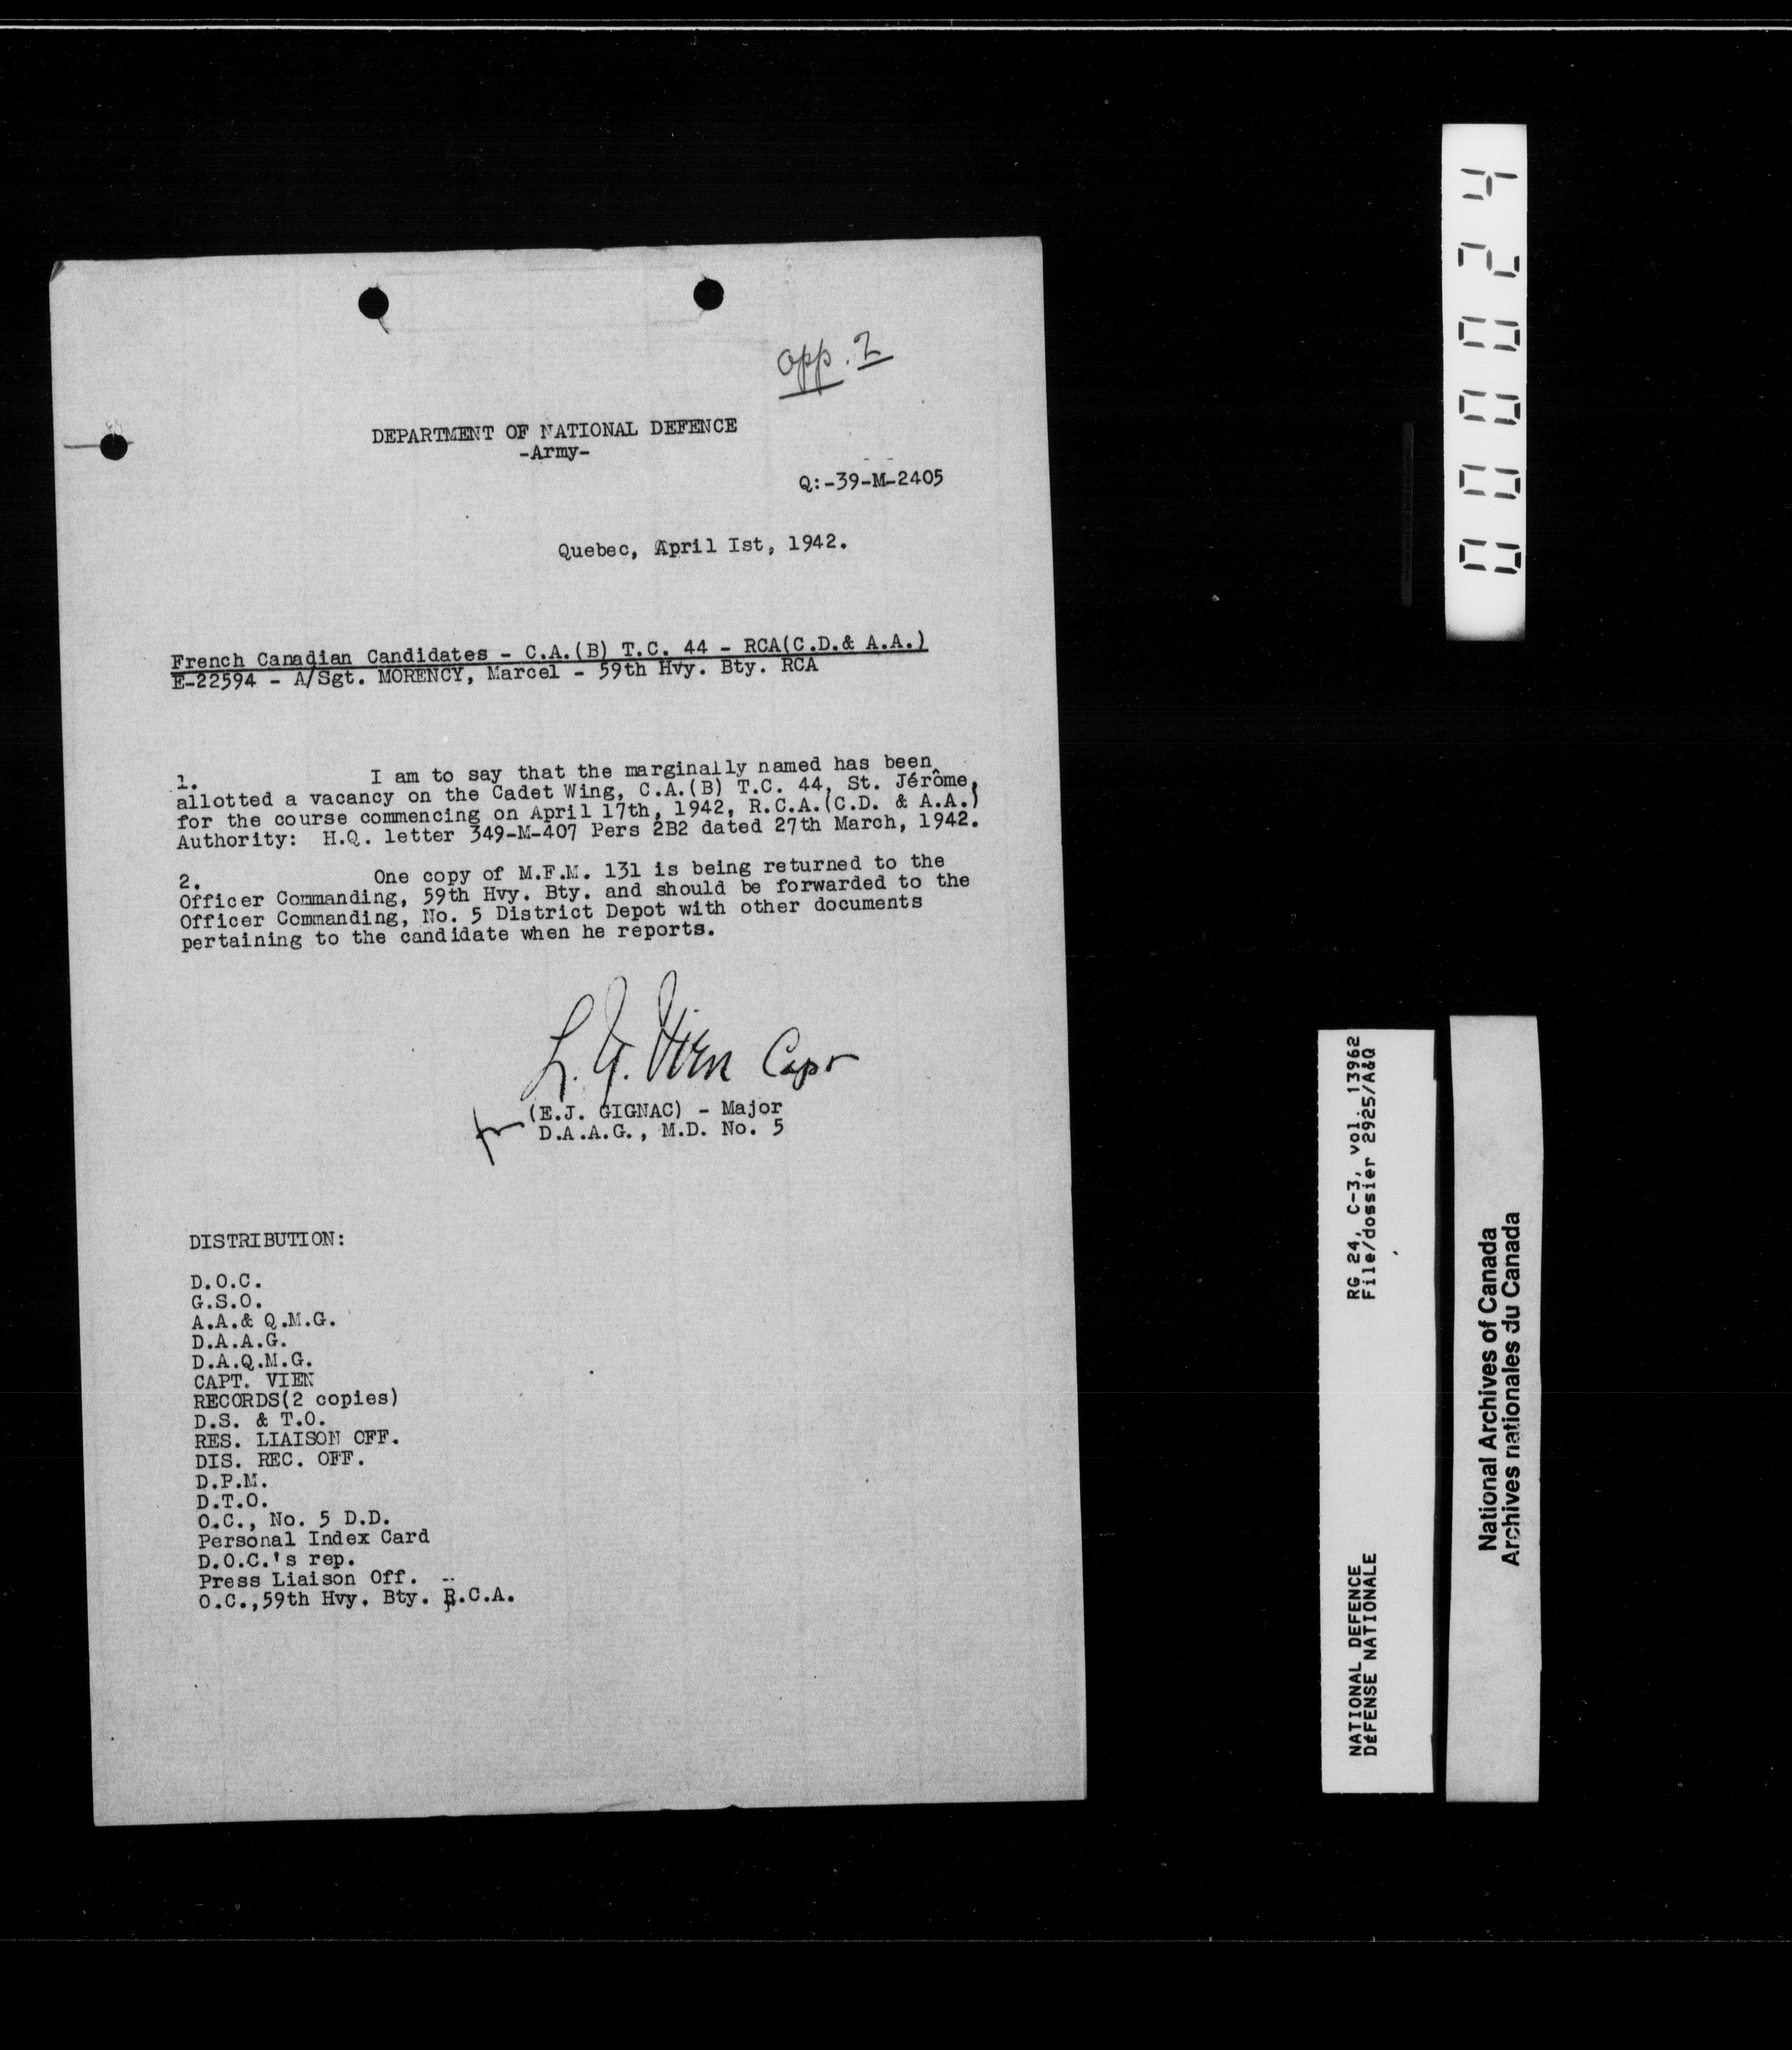 opp. 2
DEPARTMENT OF NATIONAL DEFENCE
-Army-
Q:-39-M-2405
Quebec, April Ist, 1942.
French Canadian Candidates - C.A.(B) T.C. 44 - RCA(C.D.& A.A.)
E-22594 - A/Sgt. MORENCY, Marcel - 59th Hvy. Bty. RCA
1. I am to say that the marginally named has been
allotted a vacancy on the Cadet Wing, C.A.(B) T.C. 44, St. Jérôme,
for the course commencing on April 17th, 1942, R.C.A.(C.D. & A.A.)
Authority: H.Q. letter 349-M-407 Pers 2B2 dated 27th March, 1942.
2. One copy of M.F.M. 131 is being returned to the
Officer Commanding, 59th Hvy. Bty. and should be forwarded to the
Officer Commanding, No. 5 District Depot with other documents
pertaining to the candidate when he reports.
L. G. Vien Capt
for (E.J. GIGNAC) - Major
D.A.A.G., M.D. No. 5
DISTRIBUTION:
D.O.C.
G.S.O.
A.A.& Q.M.G.
D.A.A.G.
D.A.Q.M.G.
CAPT. VIEN
RECORDS(2 copies)
D.S. & T.O.
RES. LIAISON OFF.
DIS. REC. OFF.
D.P.M.
D.T.O.
O.C., No. 5 D.D.
Personal Index Card
D.O.C.'s rep.
Press Liaison Off.
O.C.,59th Hvy. Bty. R.C.A.
000024
NATIONAL DEFENCE RG 24, C-3, vol. 13962
DéFENSE NATIONALE File/dossier 2925/A&Q
National Archives of Canada
Archives nationales du Canada